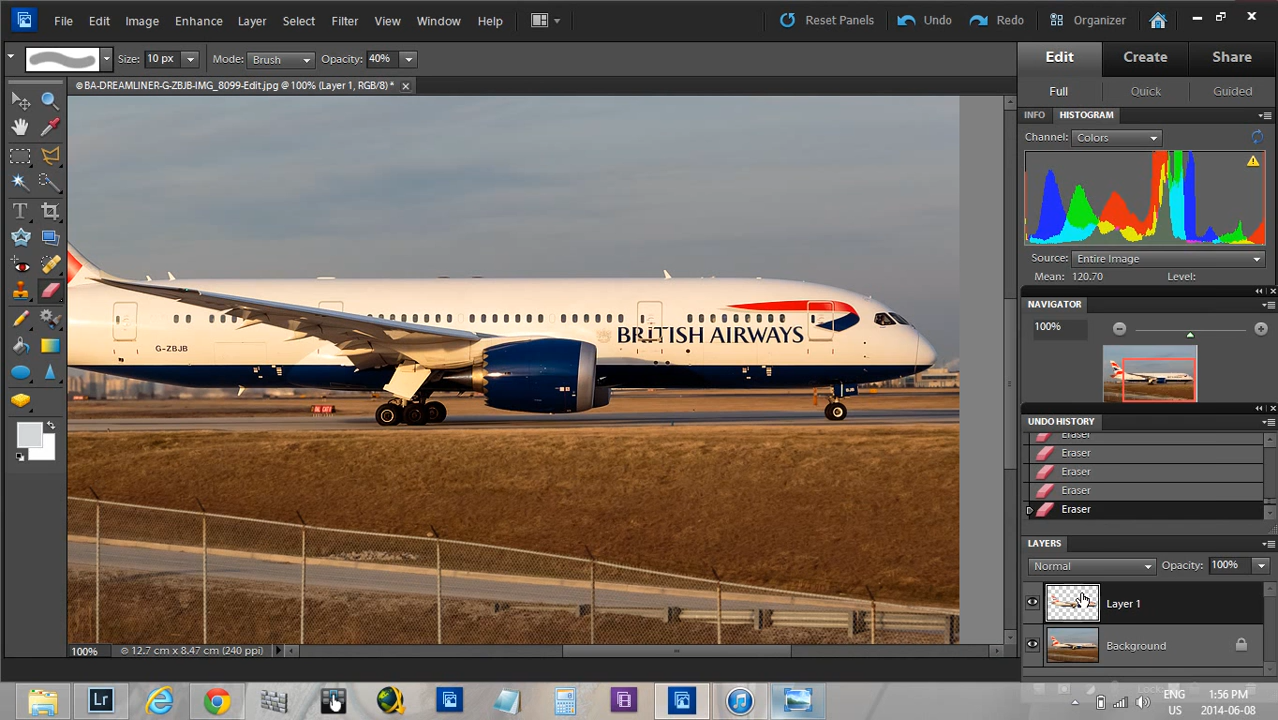 File Edit Image Enhance Layer Select Filter View Window Help Reset Panels Undo Redo Organizer
Size: 10 px Mode: Brush Opacity: 40%
Edit Create Share
BA-DREAMLINER-G-ZBJB-IMG_8099-Edit.jpg @ 100% (Layer 1, RGB/8) *
Full Quick Guided
INFO HISTOGRAM
Channel: Colors
Source: Entire Image
Mean: 120.70 Level:
NAVIGATOR
100%
BRITISH AIRWAYS
G-ZBJB
UNDO HISTORY
Eraser
Eraser
Eraser
Eraser
Eraser
LAYERS
Normal Opacity: 100%
Layer 1
Background
100% 12.7 cm x 8.47 cm (240 ppi)
Lr
ENG 1:56 PM
US 2014-06-08